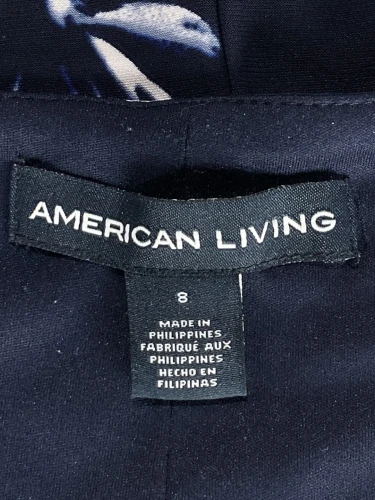 AMERICAN LIVING
8
MADE IN
PHILIPPINES
FABRIQUÉ AUX
PHILIPPINES
HECHO EN
FILIPINAS